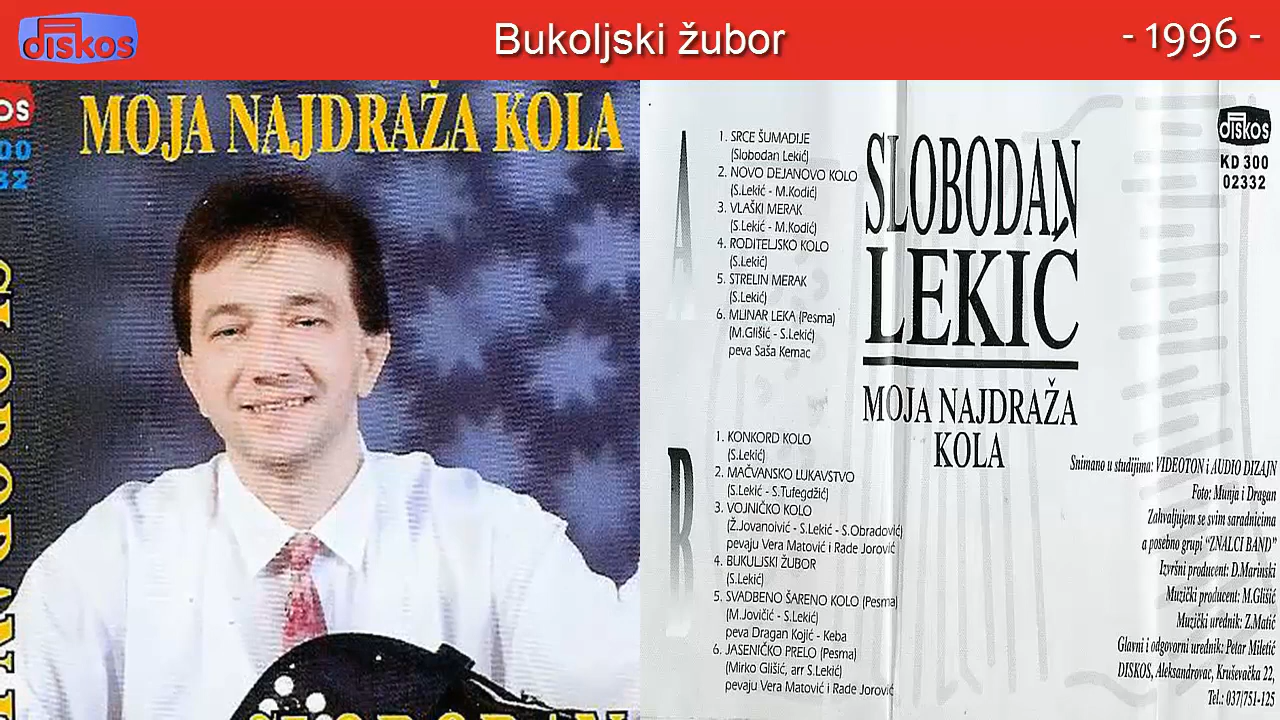 diskos
Bukoljski žubor
- 1996 -
MOJA NAJDRAŽA KOLA
SLOBODAN
A
1. SRCE ŠUMADIJE
(Slobodan Lekić)
2. NOVO DEJANOVO KOLO
(S.Lekić - M.Kodić)
3. VLAŠKI MERAK
(S.Lekić - M.Kodić)
4. RODITELJSKO KOLO
(S.Lekić)
5. STRELIN MERAK
(S.Lekić)
6. MLINAR LEKA (Pesma)
(M.Glišić - S.Lekić)
peva Saša Kernac
B
1. KONKORD KOLO
(S.Lekić)
2. MAČVANSKO LUKAVSTVO
(S.Lekić - S.Tufegdžić)
3. VOJNIČKO KOLO
(Ž.Jovanoivić - S.Lekić - S.Obradović)
pevaju Vera Matović i Rade Jorović
4. BUKULJSKI ŽUBOR
(S.Lekić)
5. SVADBENO ŠARENO KOLO (Pesma)
(M.Jovičić - S.Lekić)
peva Dragan Kojić - Keba
6. JASENIČKO PRELO (Pesma)
(Mirko Glišić, arr S.Lekić)
pevaju Vera Matović i Rade Jorović
SLOBODAN
LEKIĆ
MOJA NAJDRAŽA
KOLA
diskos
KD 300
02332
Snimano u studijima: VIDEOTON i AUDIO DIZAJN
Foto: Munja i Drogan
Zahvaljujem se svim saradnicima
a posebno grupi "ZNALCI BAND"
Izvršni producent: D.Marinski
Muzički producent: M.Glišić
Muzički urednik: Z.Matić
Glavni i odgovorni urednik: Petar Miletić
DISKOS, Aleksandrovac, Kruševačka 22,
Tel.: 037/751-125